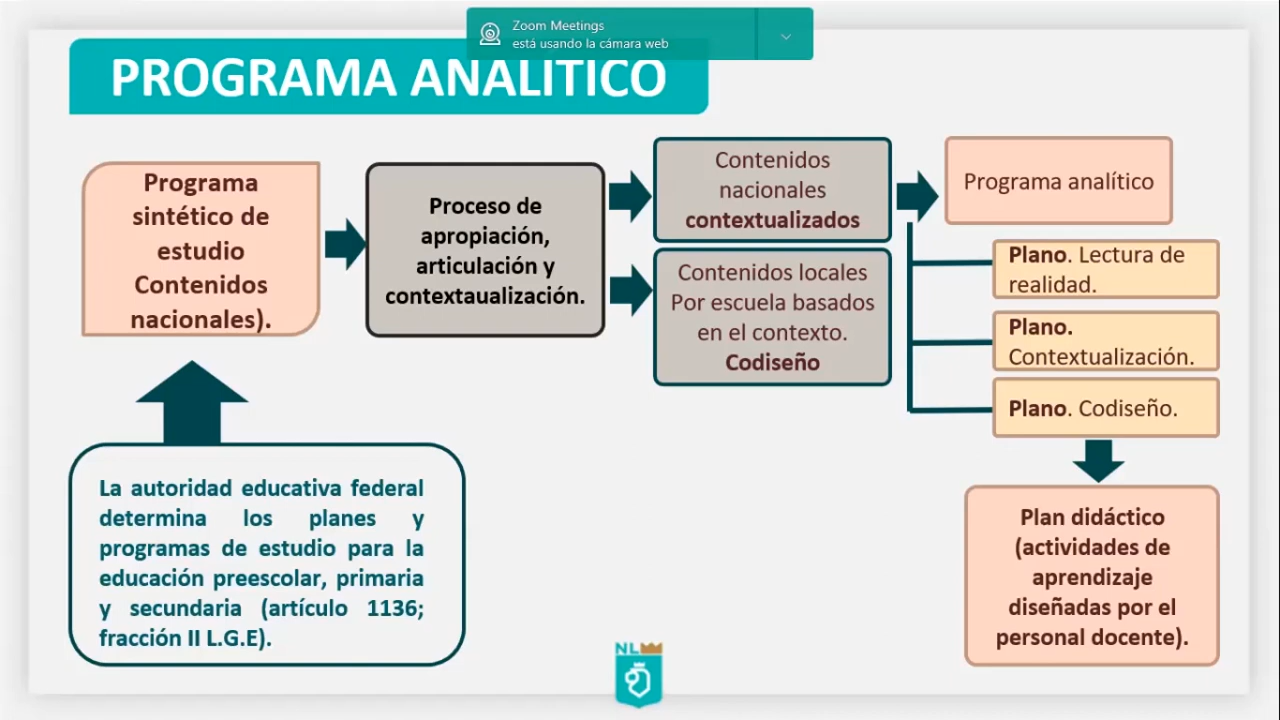 Zoom Meetings
está usando la cámara web
PROGRAMA ANALÍTICO
Programa
sintético de
estudio
Contenidos
nacionales).
Proceso de
apropiación,
articulación y
contextaualización.
Contenidos
nacionales
contextualizados
Contenidos locales
Por escuela basados
en el contexto.
Codiseño
Programa analítico
Plano. Lectura de
realidad.
Plano.
Contextualización.
Plano. Codiseño.
Plan didáctico
(actividades de
aprendizaje
diseñadas por el
personal docente).
La autoridad educativa federal
determina los planes y
programas de estudio para la
educación preescolar, primaria
y secundaria (artículo 1136;
fracción II L.G.E).
NL